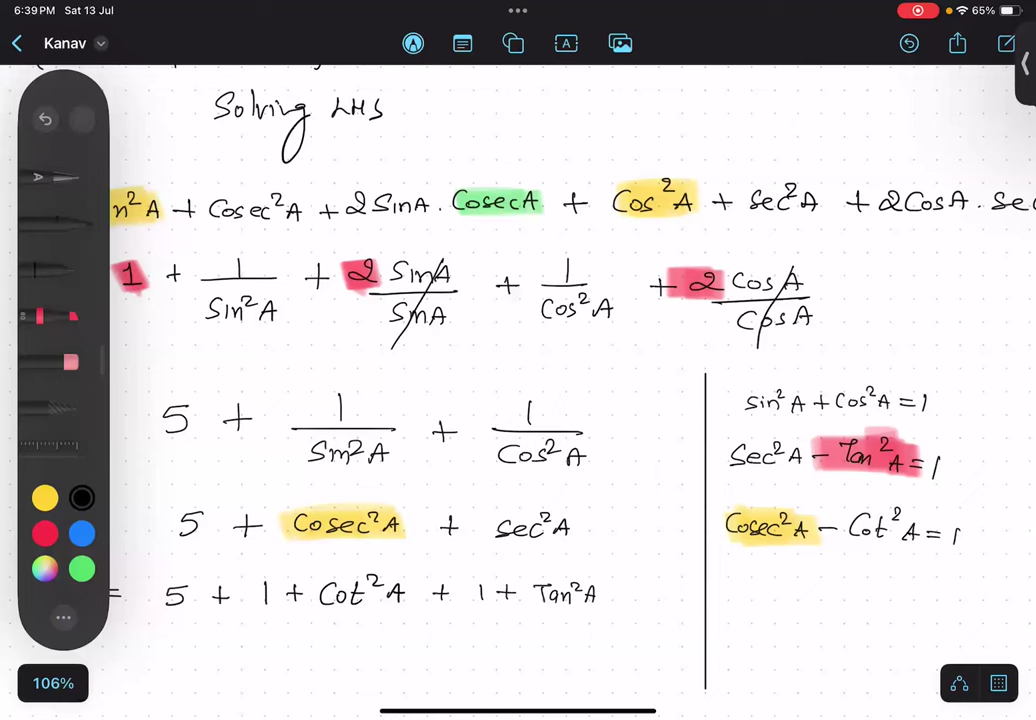 6:39 PM Sat 13 Jul 65%
Kanav
Solving LHS
n²A + Cosec²A + 2 SinA . CosecA + Cos²A + Sec²A + 2CosA . Sec
1 + 1/Sin²A + 2 SinA/SinA + 1/Cos²A + 2 CosA/CosA
5 + 1/Sin²A + 1/Cos²A
5 + Cosec²A + Sec²A
= 5 + 1 + Cot²A + 1 + Tan²A
Sin²A + Cos²A = 1
Sec²A - Tan²A = 1
Cosec²A - Cot²A = 1
106%